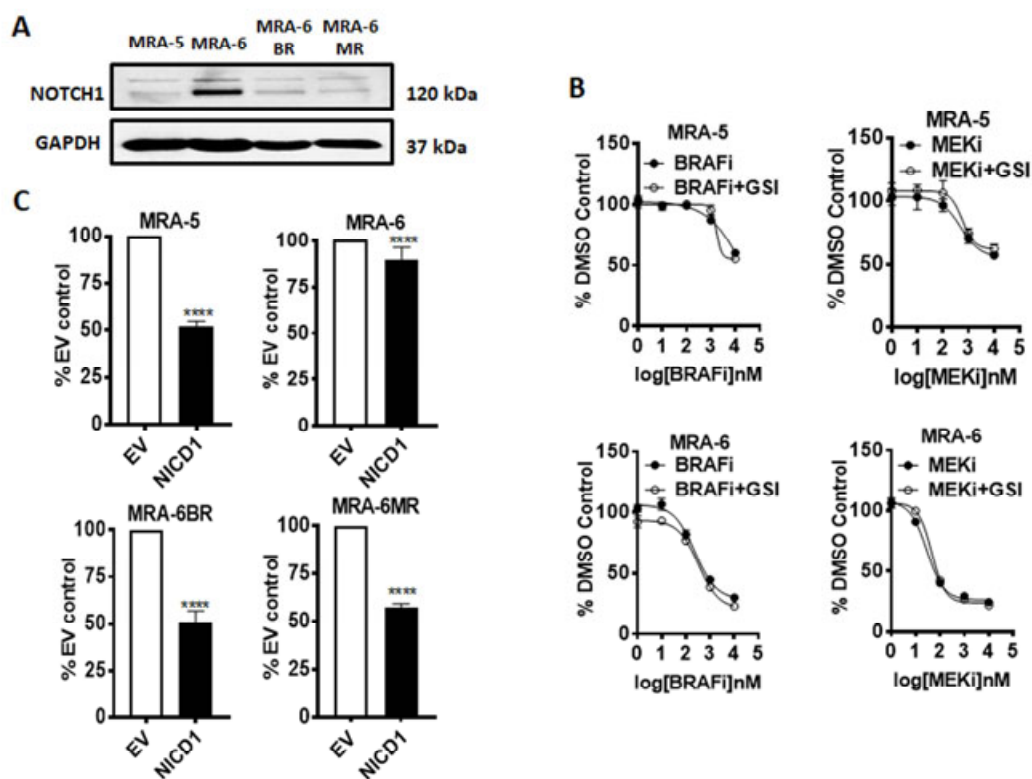 A
MRA-5 MRA-6 MRA-6 BR MRA-6 MR
NOTCH1 120 kDa
GAPDH 37 kDa
B
MRA-5
BRAFi
BRAFi+GSI
% DMSO Control
150
100
50
0
0 1 2 3 4 5
log[BRAFi]nM
MRA-5
MEKi
MEKi+GSI
% DMSO Control
150
100
50
0
0 1 2 3 4 5
log[MEKi]nM
MRA-6
BRAFi
BRAFi+GSI
% DMSO Control
150
100
50
0
0 1 2 3 4 5
log[BRAFi]nM
MRA-6
MEKi
MEKi+GSI
% DMSO Control
150
100
50
0
0 1 2 3 4 5
log[MEKi]nM
C
MRA-5
% EV control
100
75
50
25
0
****
EV NICD1
MRA-6
% EV control
100
75
50
25
0
****
EV NICD1
MRA-6BR
% EV control
100
75
50
25
0
****
EV NICD1
MRA-6MR
% EV control
100
75
50
25
0
****
EV NICD1